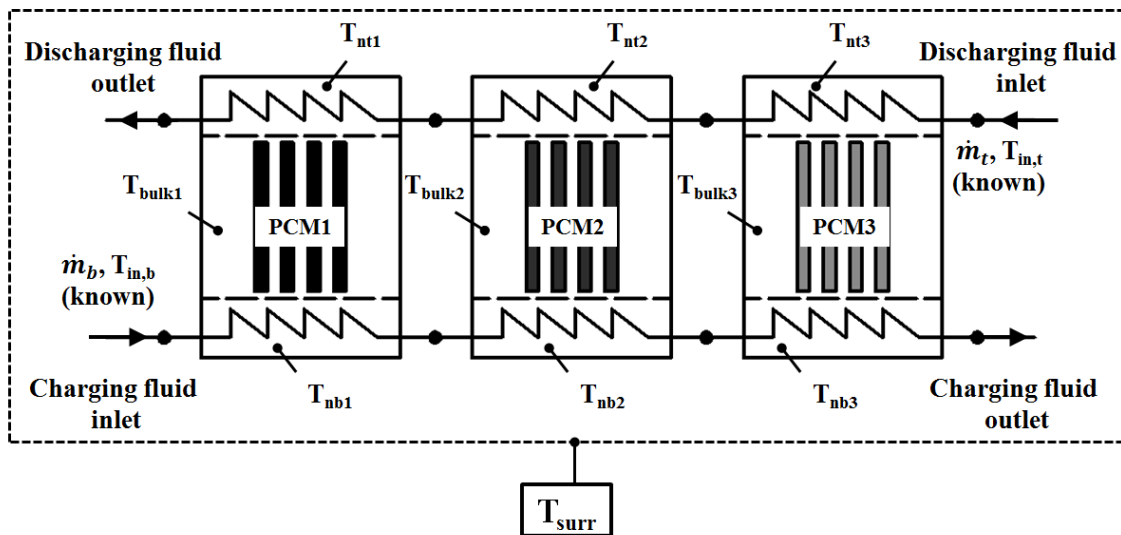 T_nt1
T_nt2
T_nt3
Discharging fluid
outlet
Discharging fluid
inlet
ṁ_t, T_in,t
(known)
T_bulk1
T_bulk2
T_bulk3
PCM1
PCM2
PCM3
ṁ_b, T_in,b
(known)
Charging fluid
inlet
T_nb1
T_nb2
T_nb3
Charging fluid
outlet
T_surr